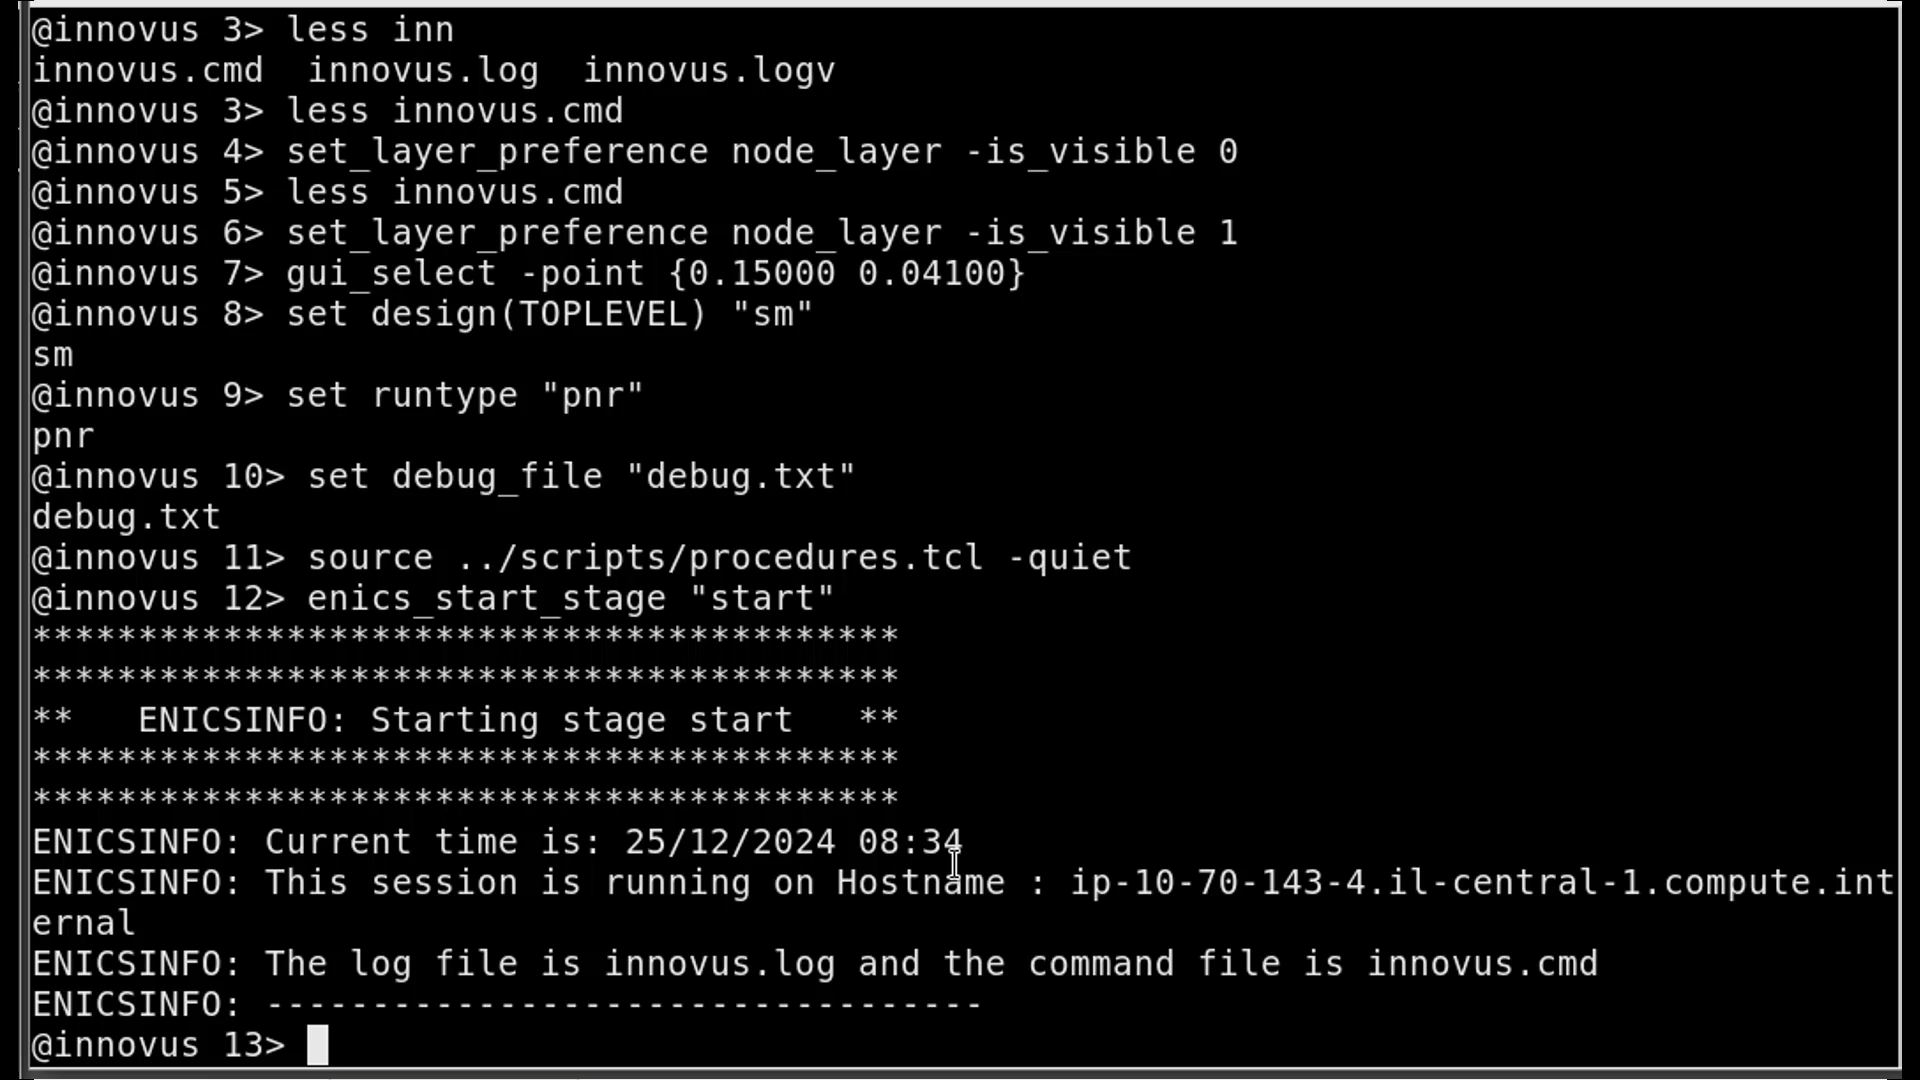 @innovus 3> less inn
innovus.cmd  innovus.log  innovus.logv
@innovus 3> less innovus.cmd
@innovus 4> set_layer_preference node_layer -is_visible 0
@innovus 5> less innovus.cmd
@innovus 6> set_layer_preference node_layer -is_visible 1
@innovus 7> gui_select -point {0.15000 0.04100}
@innovus 8> set design(TOPLEVEL) "sm"
sm
@innovus 9> set runtype "pnr"
pnr
@innovus 10> set debug_file "debug.txt"
debug.txt
@innovus 11> source ../scripts/procedures.tcl -quiet
@innovus 12> enics_start_stage "start"
*****************************************
*****************************************
**   ENICSINFO: Starting stage start   **
*****************************************
*****************************************
ENICSINFO: Current time is: 25/12/2024 08:34
ENICSINFO: This session is running on Hostname : ip-10-70-143-4.il-central-1.compute.int
ernal
ENICSINFO: The log file is innovus.log and the command file is innovus.cmd
ENICSINFO: ----------------------------------
@innovus 13>